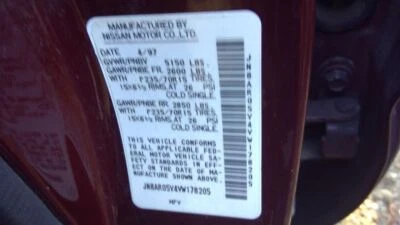 MANUFACTURED BY
NISSAN MOTOR CO. LTD.
4/97
GVWR/PNBV 5150 LBS.
GAWR/PNBE FR. 2600 LBS.
WITH P235/70R15 TIRES
15X6½ RIMS AT 26 PSI
COLD SINGLE.
GAWR/PNBE RR 2850 LBS.
WITH P235/70R15 TIRES
15X6½ RIMS AT 26 PSI
COLD SINGLE.
THIS VEHICLE CONFORMS
TO ALL APPLICABLE FED-
ERAL MOTOR VEHICLE SA-
FETY STANDARDS IN EFF-
ECT ON THE DATE OF MA-
NUFACTURE SHOWN ABOVE.
JN8AR05Y4VW178205
MPV
JN8AR05Y4VW178205